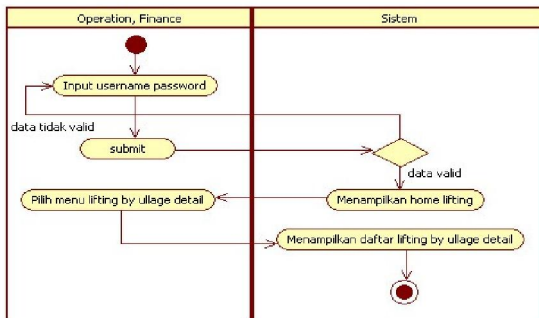 Operation, Finance
Sistem
Input username password
data tidak valid
submit
data valid
Pilih menu lifting by ullage detail
Menampilkan home lifting
Menampilkan daftar lifting by ullage detail